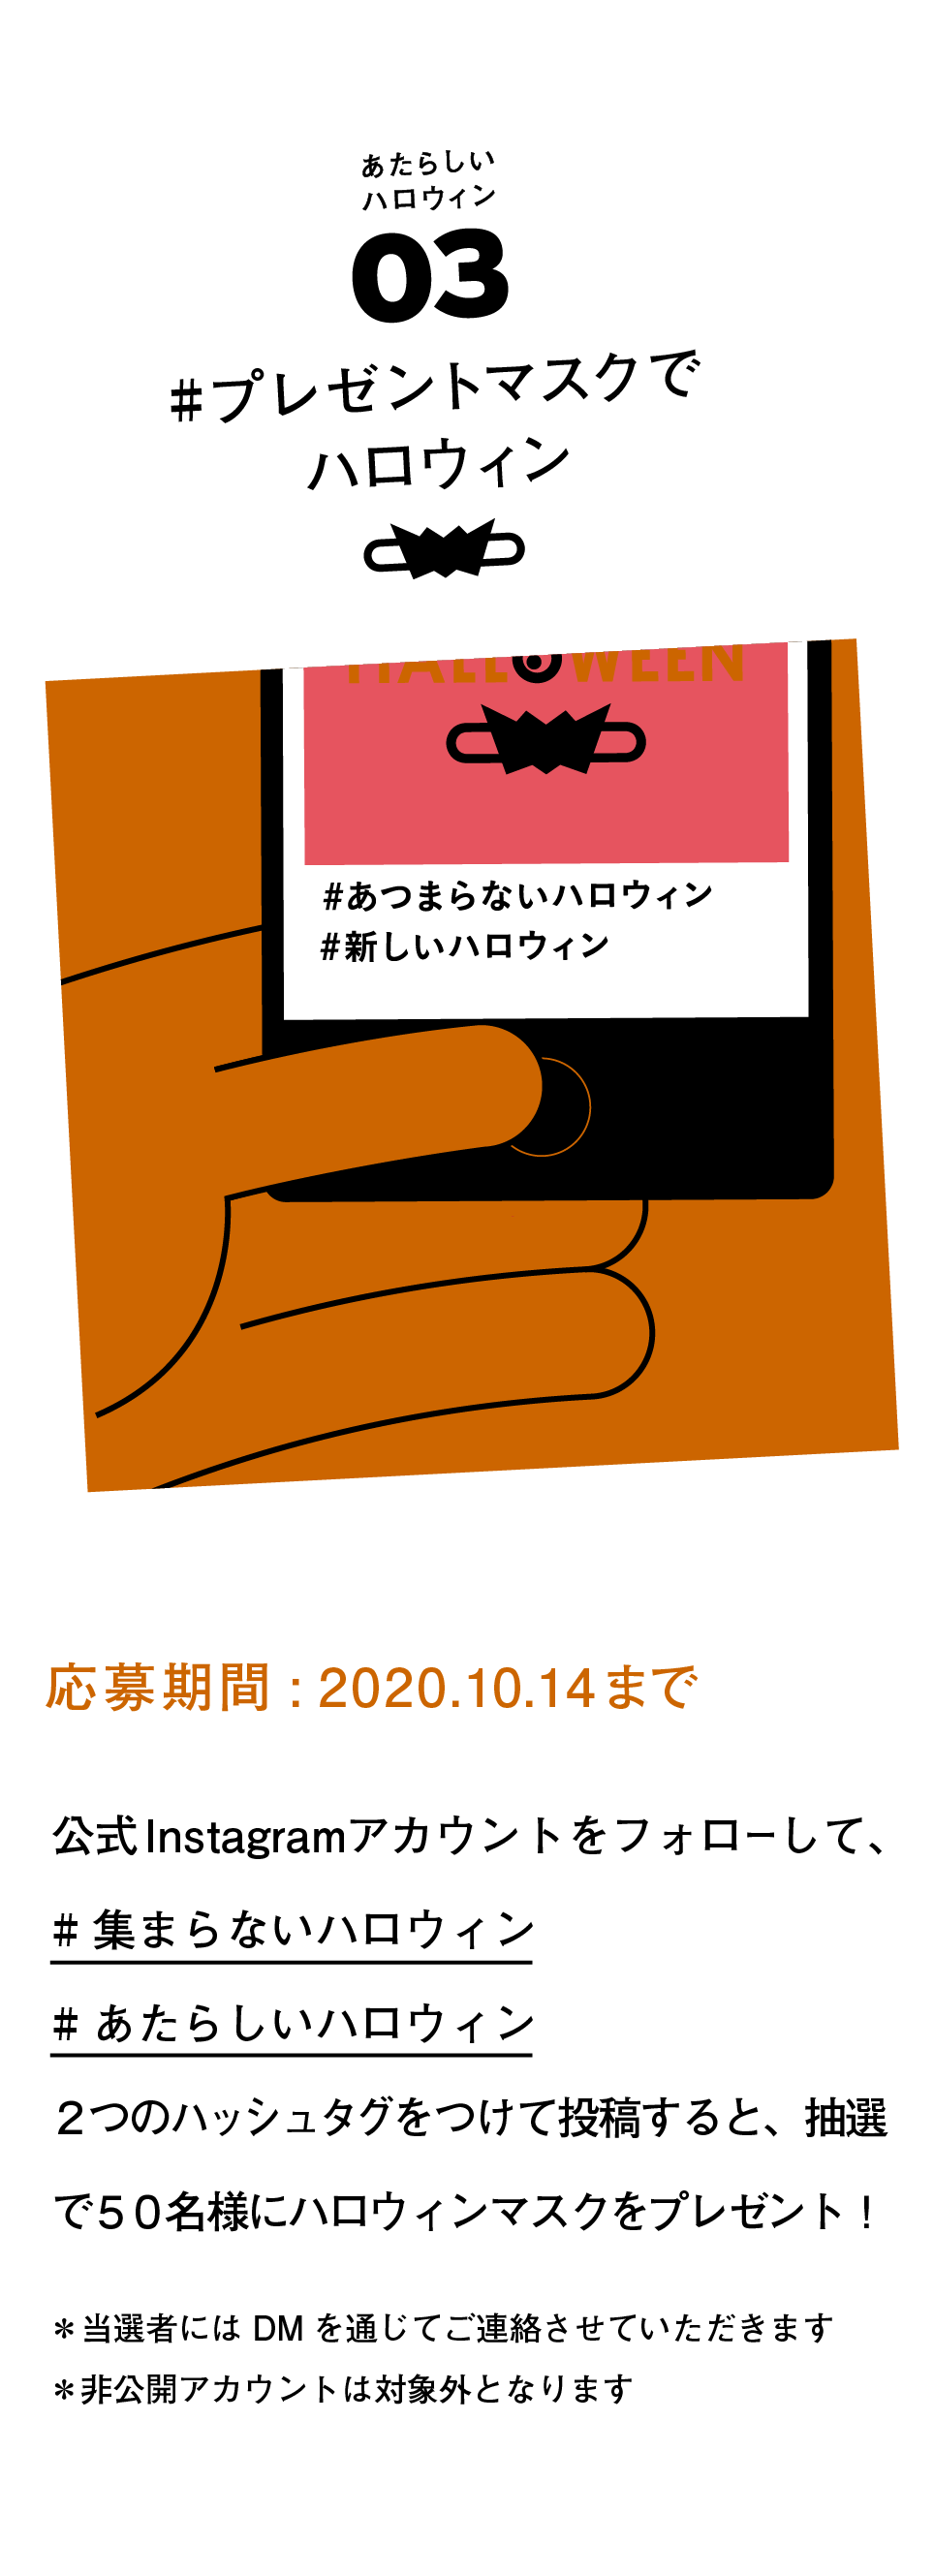 あたらしい
ハロウィン
03
#プレゼントマスクで
ハロウィン
HALLOWEEN
#あつまらないハロウィン
#新しいハロウィン
応募期間：2020.10.14まで
公式Instagramアカウントをフォローして、
# 集まらないハロウィン
# あたらしいハロウィン
２つのハッシュタグをつけて投稿すると、抽選
で５０名様にハロウィンマスクをプレゼント！
＊当選者には DM を通じてご連絡させていただきます
＊非公開アカウントは対象外となります